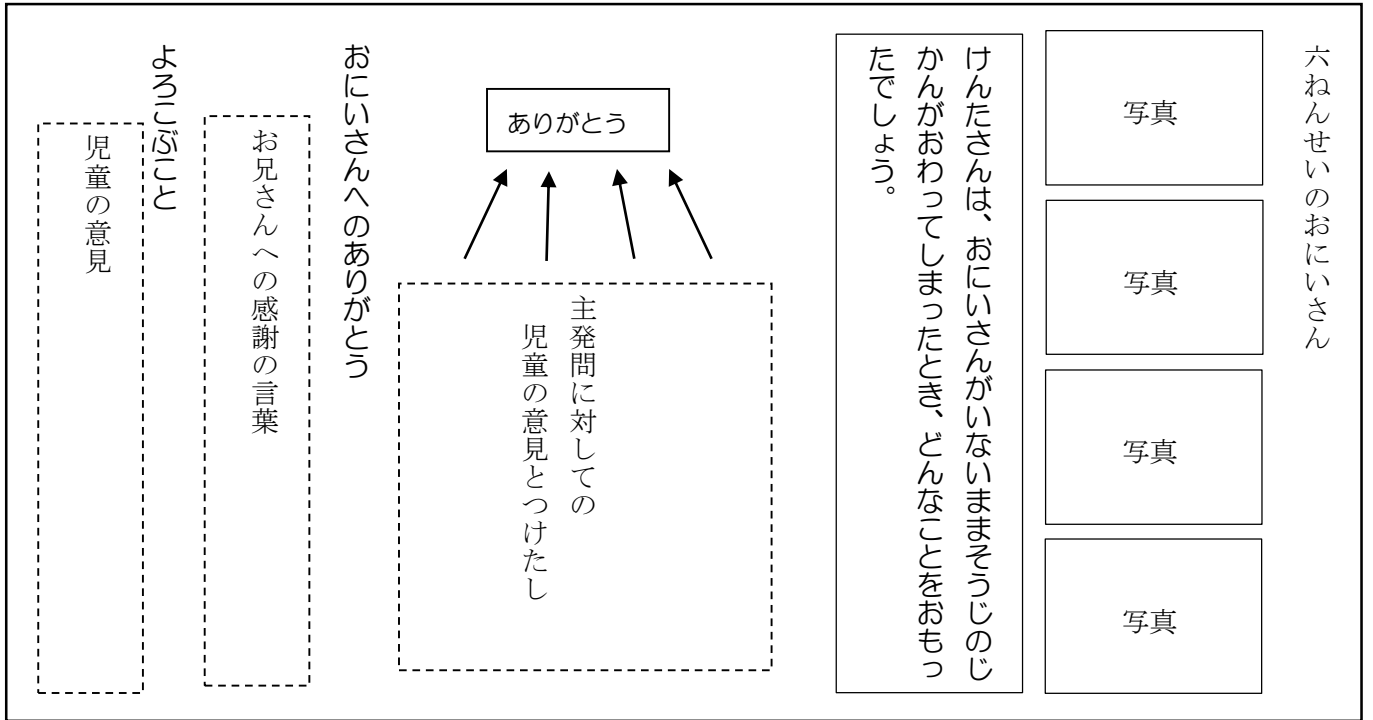 六ねんせいのおにいさん
写真
写真
写真
写真
けんたさんは、おにいさんがいないままそうじのじ
かんがおわってしまったとき、どんなことをおもっ
たでしょう。
ありがとう
主発問に対しての
児童の意見とつけたし
おにいさんへのありがとう
お兄さんへの感謝の言葉
よろこぶこと
児童の意見